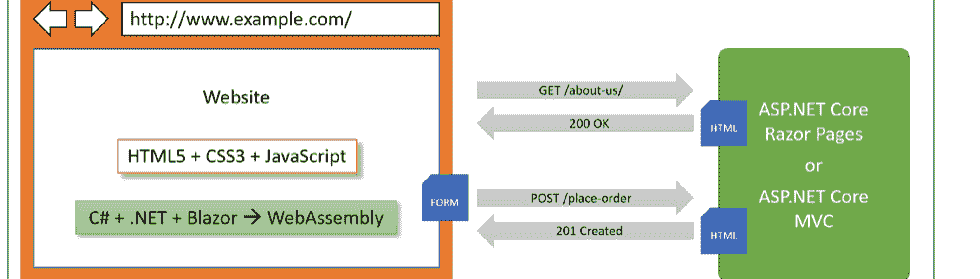 http://www.example.com/
Website
HTML5 + CSS3 + JavaScript
C# + .NET + Blazor → WebAssembly
FORM
GET /about-us/
200 OK
HTML
POST /place-order
201 Created
HTML
ASP.NET Core
Razor Pages
or
ASP.NET Core
MVC